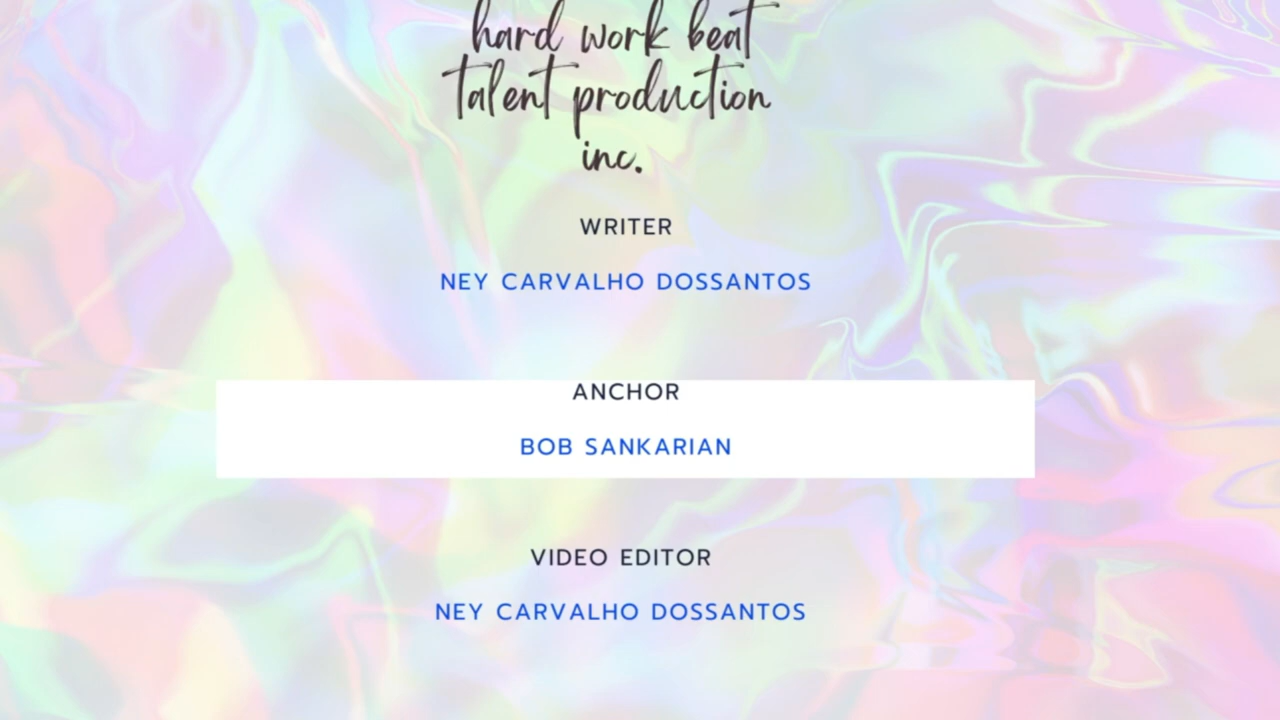 hard work beat
talent production
inc.
WRITER
NEY CARVALHO DOSSANTOS
ANCHOR
BOB SANKARIAN
VIDEO EDITOR
NEY CARVALHO DOSSANTOS